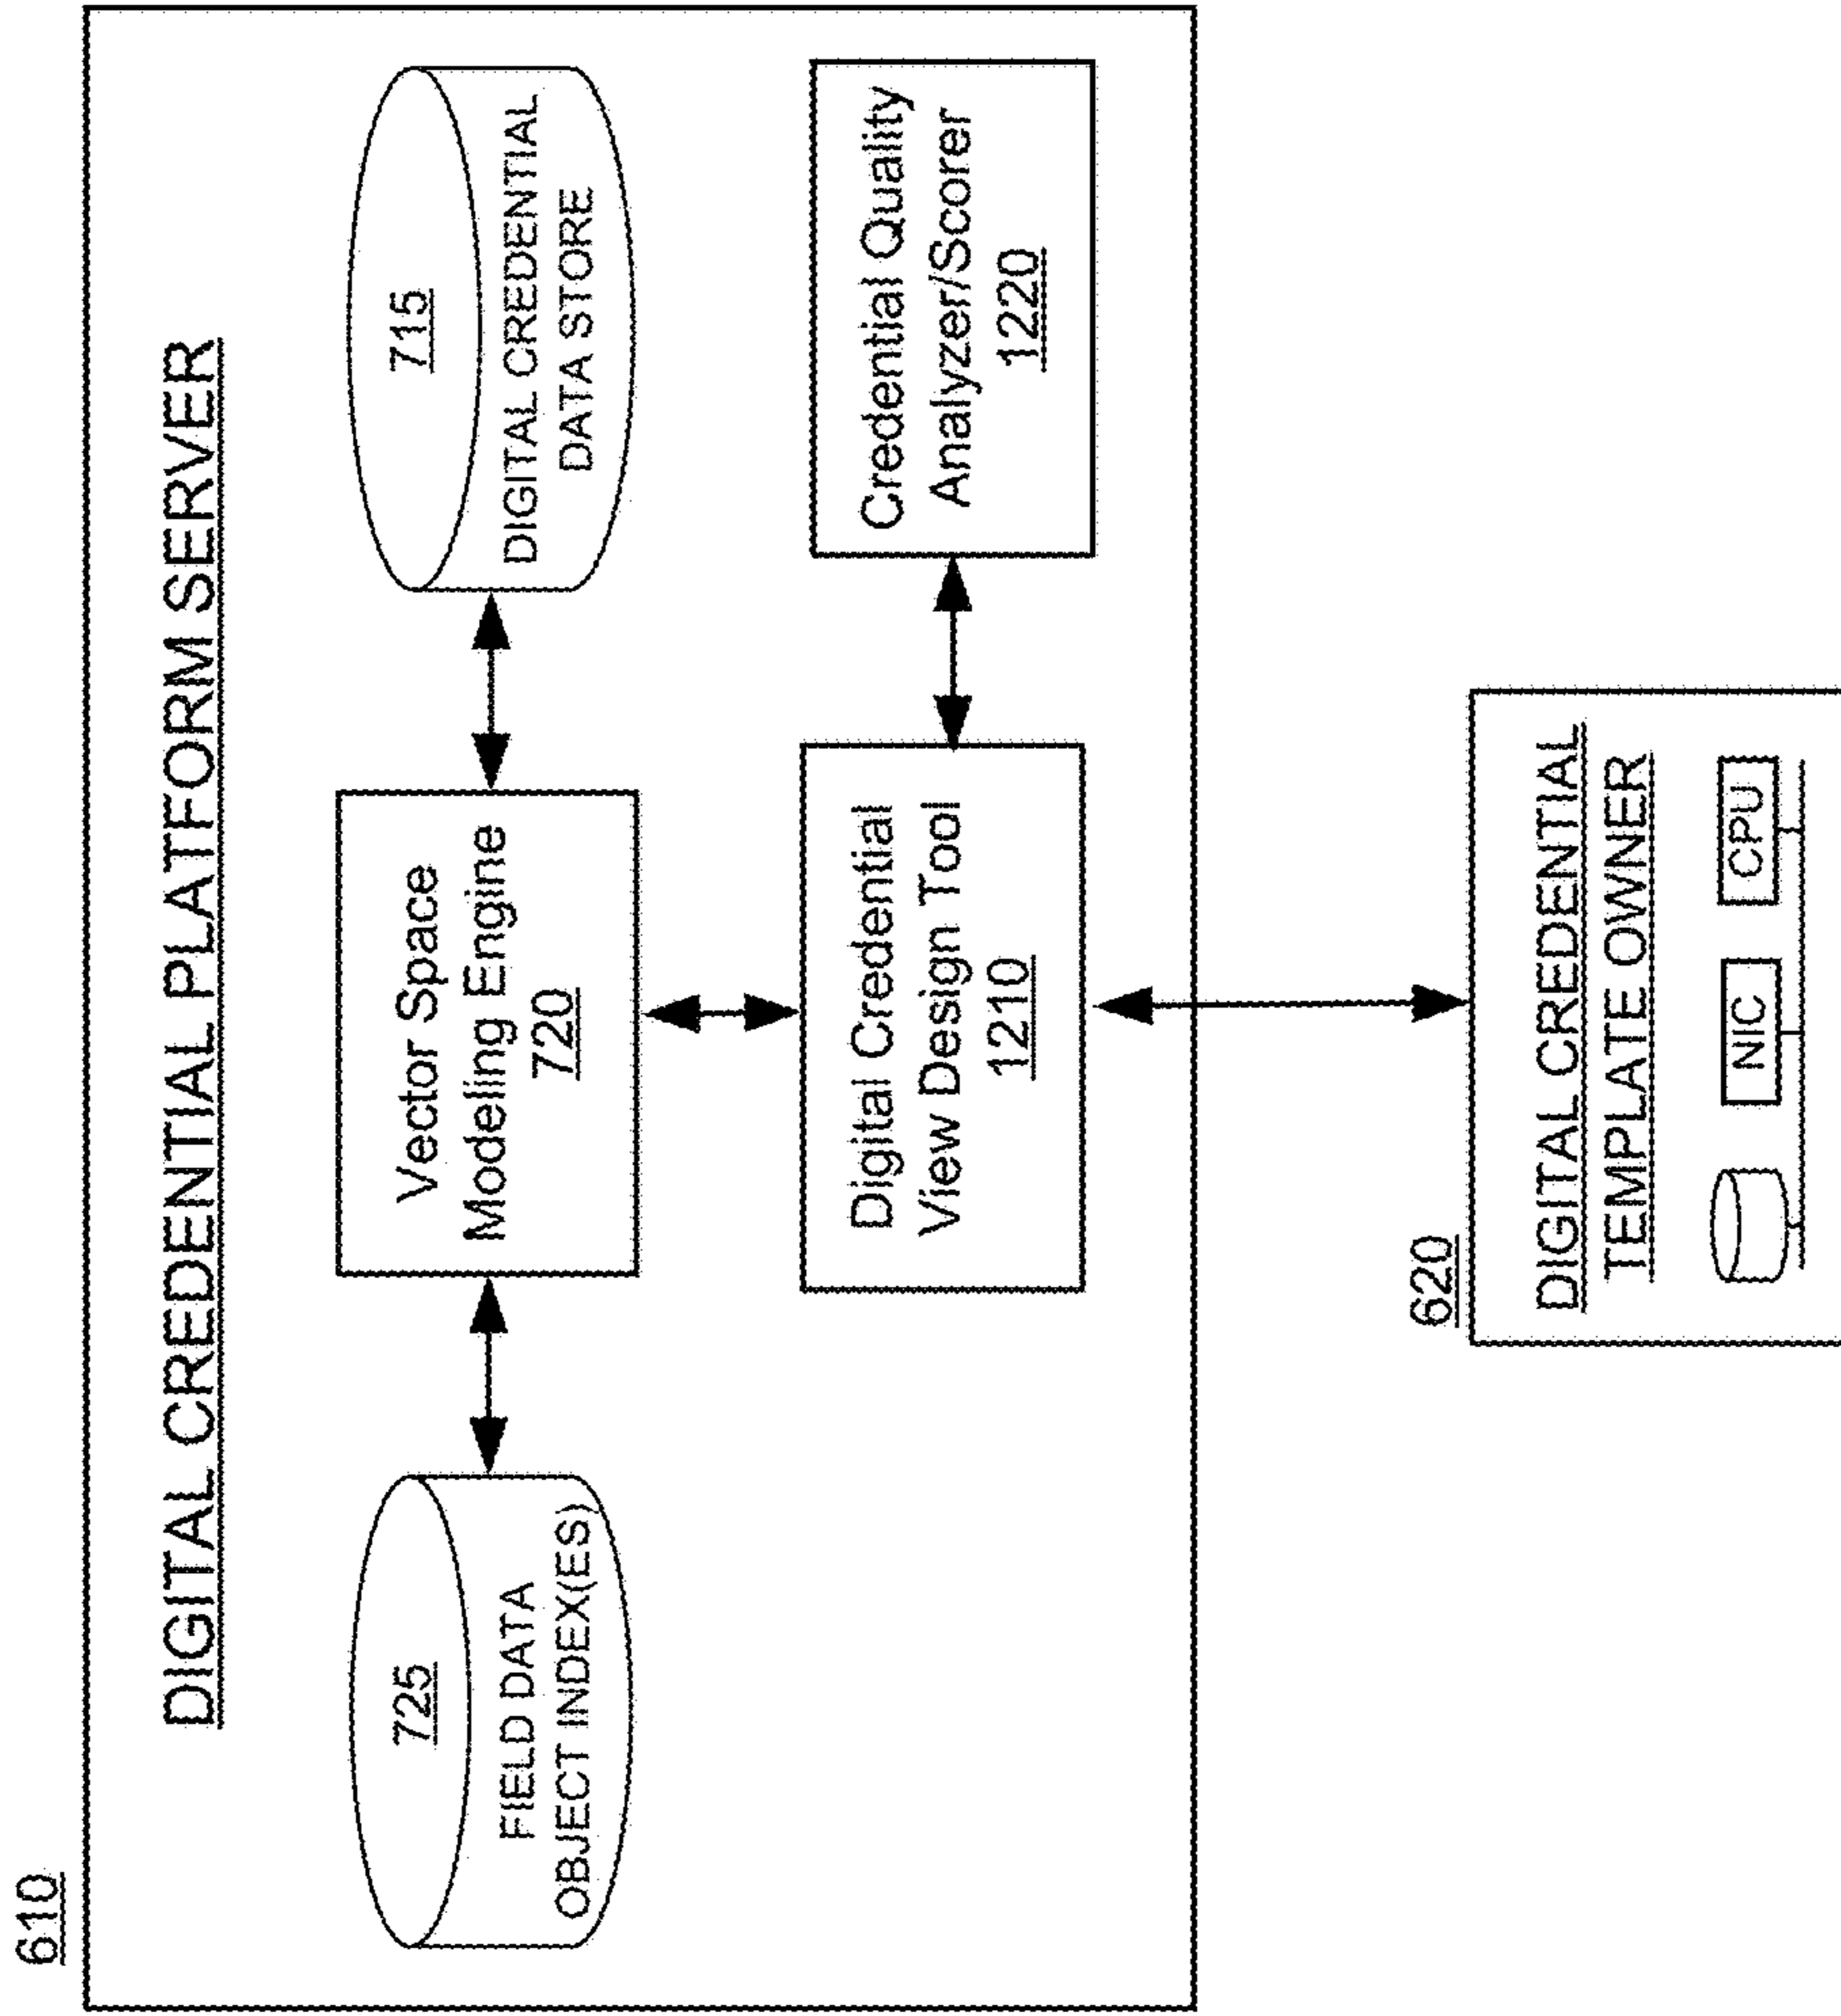 610
DIGITAL CREDENTIAL PLATFORM SERVER
725
FIELD DATA
OBJECT INDEX(ES)
Vector Space
Modeling Engine
720
715
DIGITAL CREDENTIAL
DATA STORE
Digital Credential
View Design Tool
1210
Credential Quality
Analyzer/Scorer
1220
620
DIGITAL CREDENTIAL
TEMPLATE OWNER
NIC
CPU